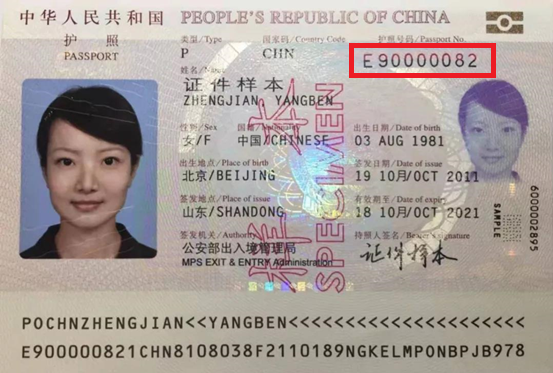 中华人民共和国 PEOPLE'S REPUBLIC OF CHINA
护照
PASSPORT
类型/Type 国家码/Country Code 护照号码/Passport No.
P CHN E90000082
姓名/Name
证件样本
ZHENGJIAN YANGBEN
性别/Sex 国籍/Nationality 出生日期/Date of birth
女/F 中国/CHINESE 03 AUG 1981
出生地点/Place of birth 签发日期/Date of issue
北京/BEIJING 19 10月/OCT 2011
签发地点/Place of issue 有效期至/Date of expiry
山东/SHANDONG 18 10月/OCT 2021
签发机关/Authority 持照人签名/Bearer's signature
公安部出入境管理局 证件样本
MPS EXIT & ENTRY Administration
样本
SPECIMEN
SAMPLE
6000002895
POCHNZHENGJIAN<<YANGBEN<<<<<<<<<<<<<<<<<<<<<
E900000821CHN8108038F2110189NGKELMPONBPJB978